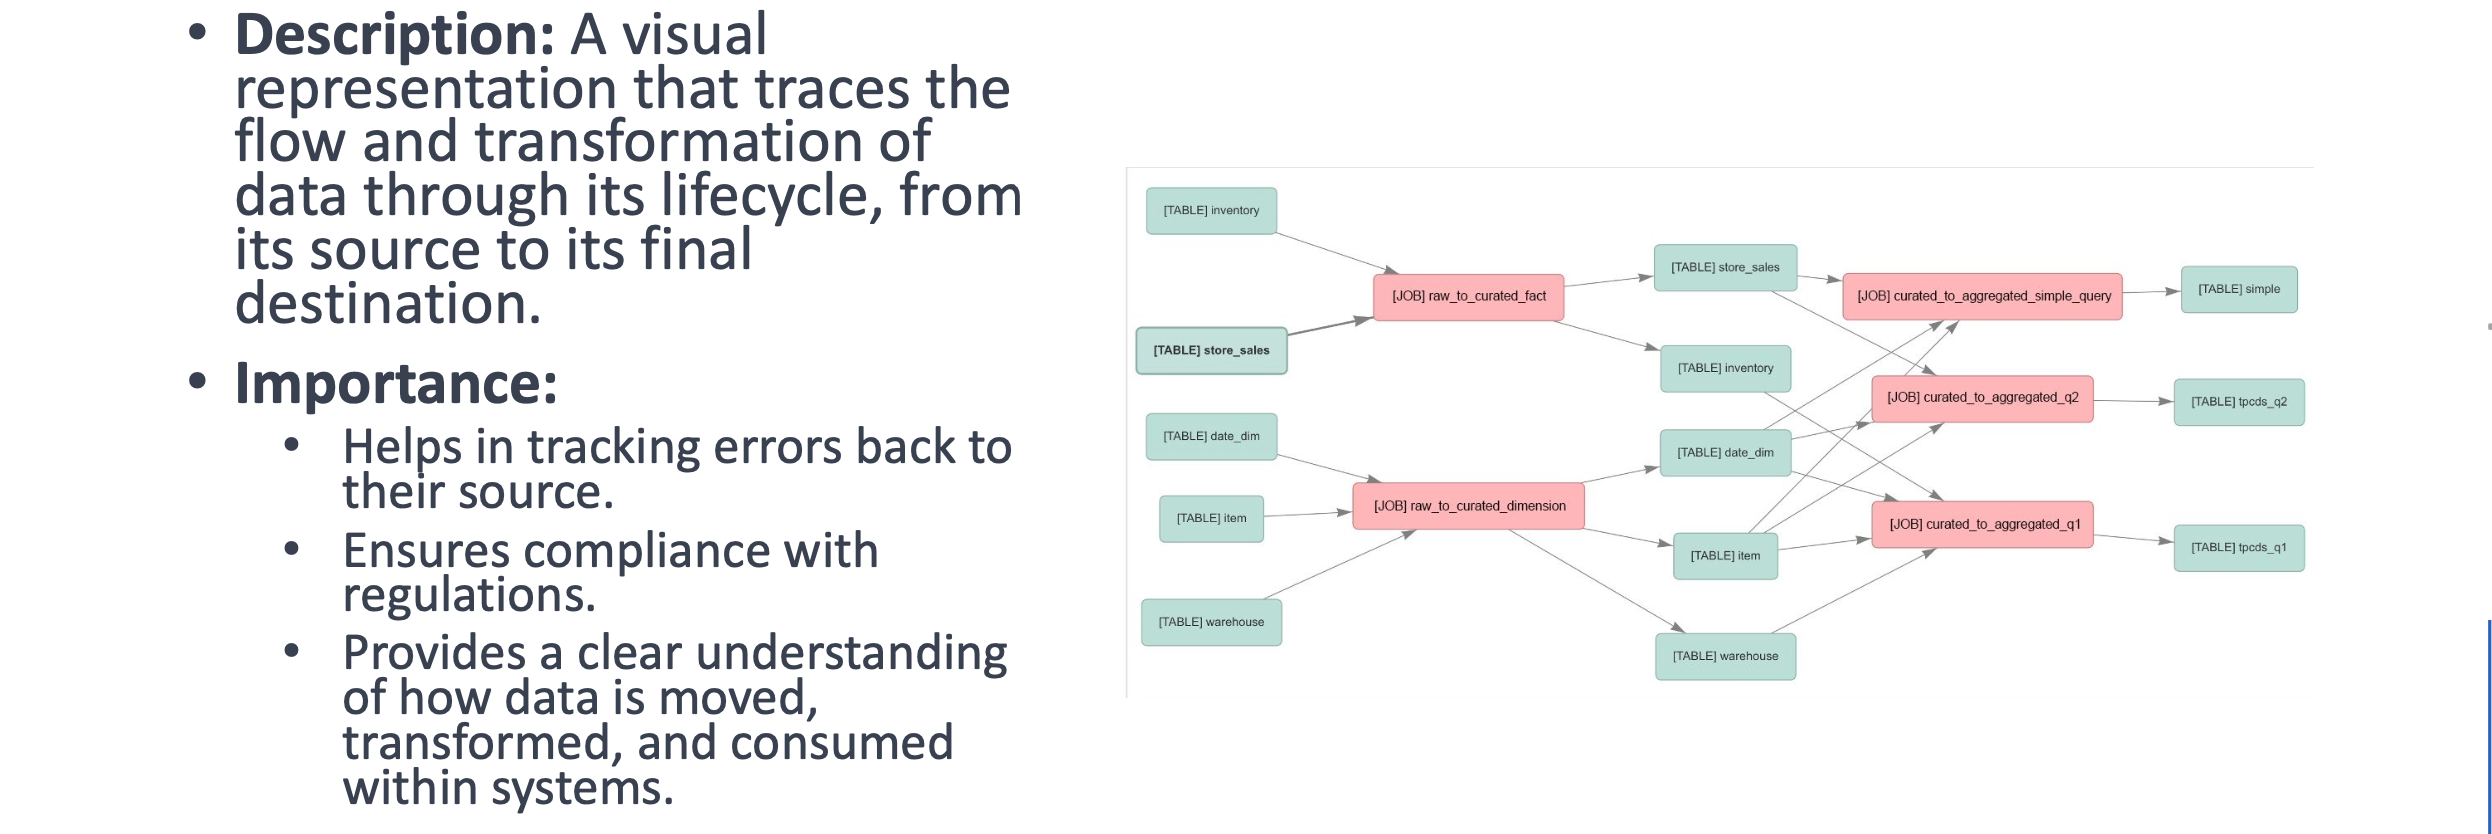 • Description: A visual
representation that traces the
flow and transformation of
data through its lifecycle, from
its source to its final
destination.
• Importance:
• Helps in tracking errors back to
their source.
• Ensures compliance with
regulations.
• Provides a clear understanding
of how data is moved,
transformed, and consumed
within systems.
[TABLE] inventory
[TABLE] store_sales
[TABLE] date_dim
[TABLE] item
[TABLE] warehouse
[JOB] raw_to_curated_fact
[JOB] raw_to_curated_dimension
[TABLE] store_sales
[TABLE] inventory
[TABLE] date_dim
[TABLE] item
[TABLE] warehouse
[JOB] curated_to_aggregated_simple_query
[JOB] curated_to_aggregated_q2
[JOB] curated_to_aggregated_q1
[TABLE] simple
[TABLE] tpcds_q2
[TABLE] tpcds_q1